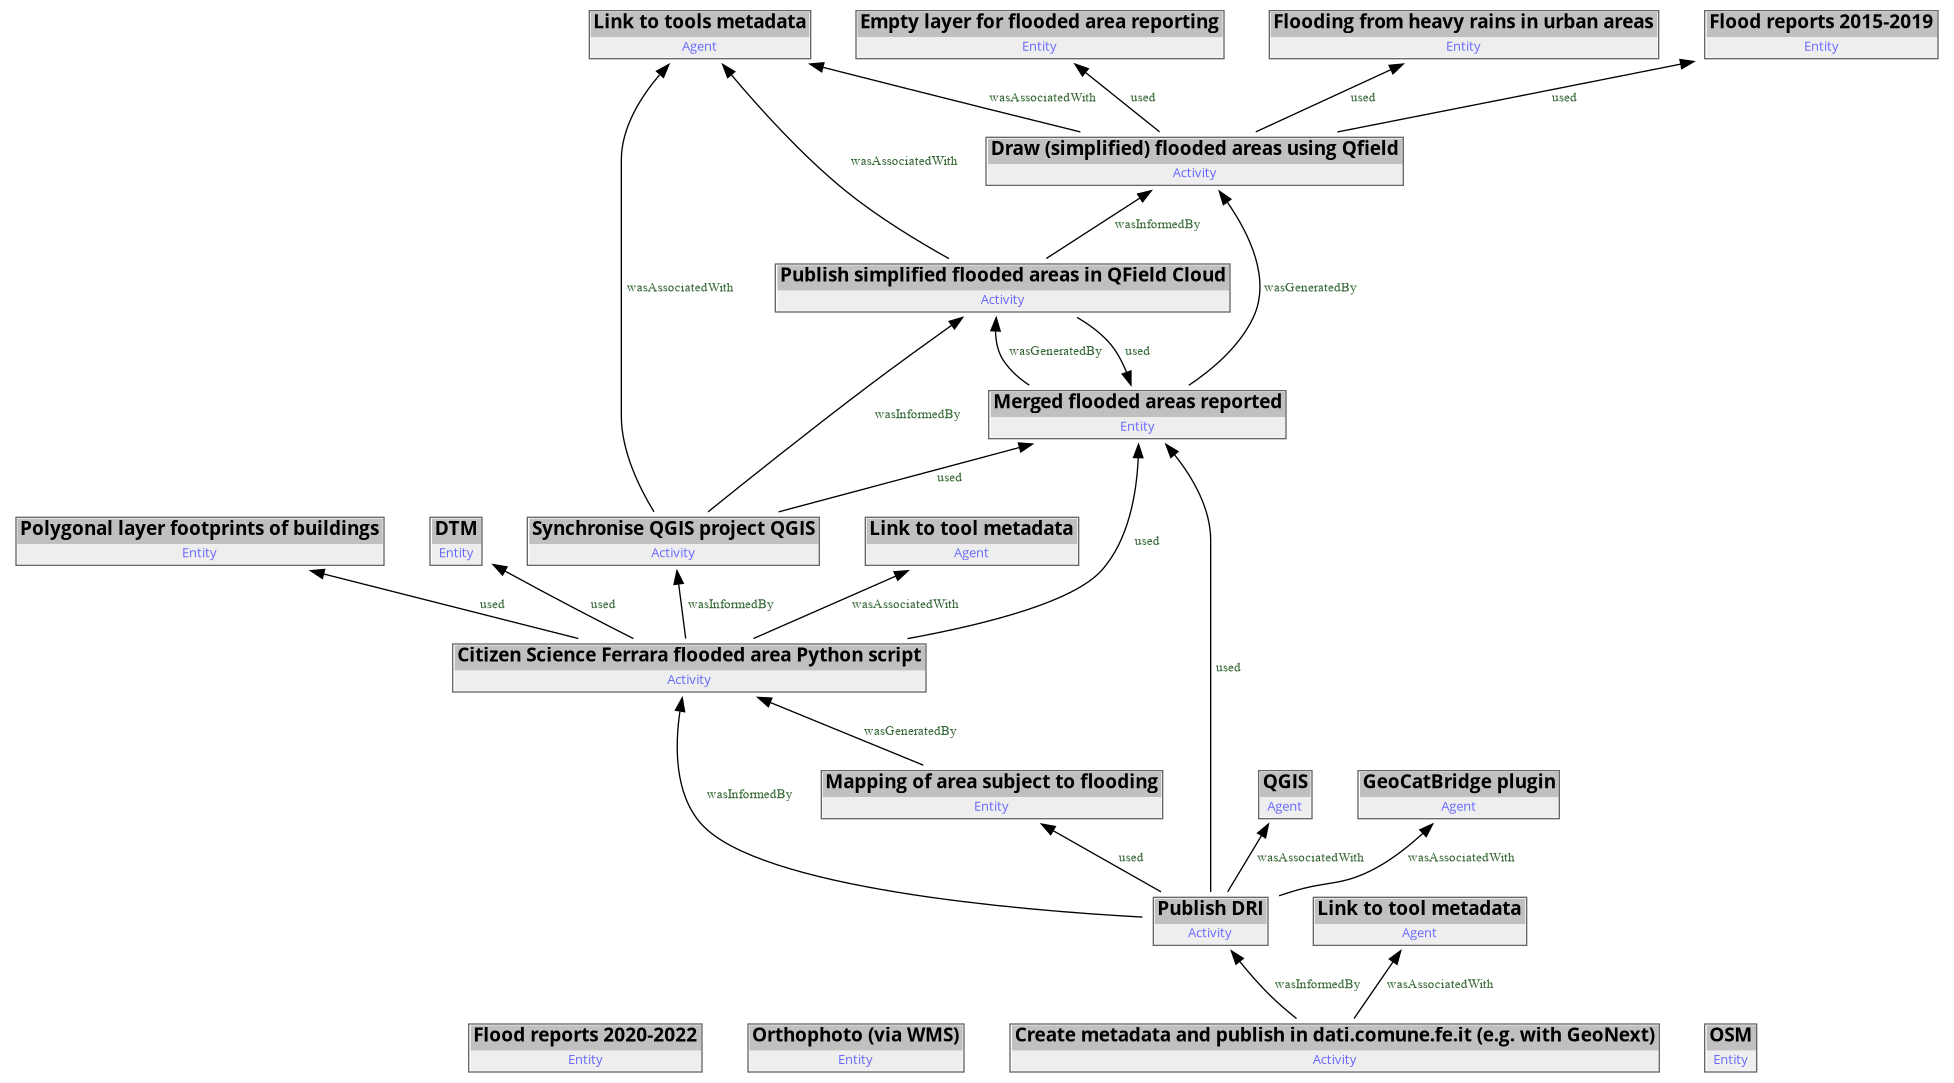 Link to tools metadata
Agent
Empty layer for flooded area reporting
Entity
Flooding from heavy rains in urban areas
Entity
Flood reports 2015-2019
Entity
wasAssociatedWith
used
used
used
Draw (simplified) flooded areas using Qfield
Activity
wasAssociatedWith
wasInformedBy
Publish simplified flooded areas in QField Cloud
Activity
wasAssociatedWith
wasGeneratedBy
wasGeneratedBy
used
Merged flooded areas reported
Entity
wasInformedBy
used
Polygonal layer footprints of buildings
Entity
DTM
Entity
Synchronise QGIS project QGIS
Activity
Link to tool metadata
Agent
used
used
used
wasInformedBy
wasAssociatedWith
Citizen Science Ferrara flooded area Python script
Activity
used
wasGeneratedBy
Mapping of area subject to flooding
Entity
QGIS
Agent
GeoCatBridge plugin
Agent
wasInformedBy
used
wasAssociatedWith
wasAssociatedWith
Publish DRI
Activity
Link to tool metadata
Agent
wasInformedBy
wasAssociatedWith
Flood reports 2020-2022
Entity
Orthophoto (via WMS)
Entity
Create metadata and publish in dati.comune.fe.it (e.g. with GeoNext)
Activity
OSM
Entity